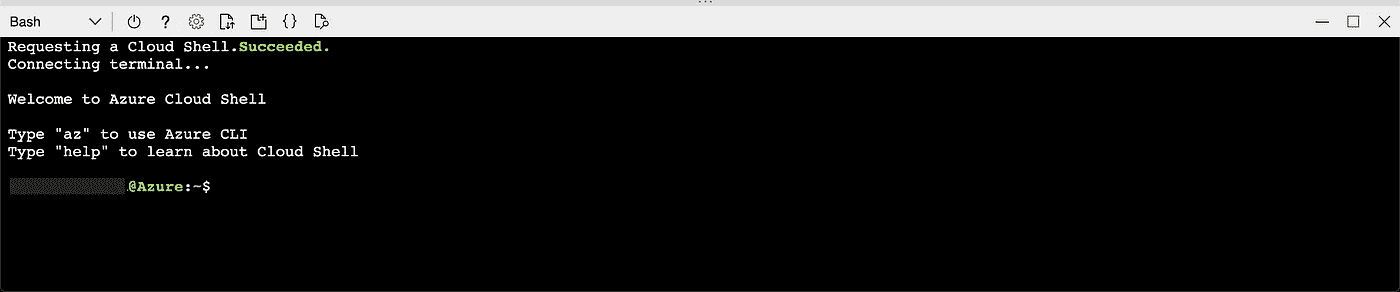 Bash
Requesting a Cloud Shell.Succeeded.
Connecting terminal...
Welcome to Azure Cloud Shell
Type "az" to use Azure CLI
Type "help" to learn about Cloud Shell
@Azure:~$